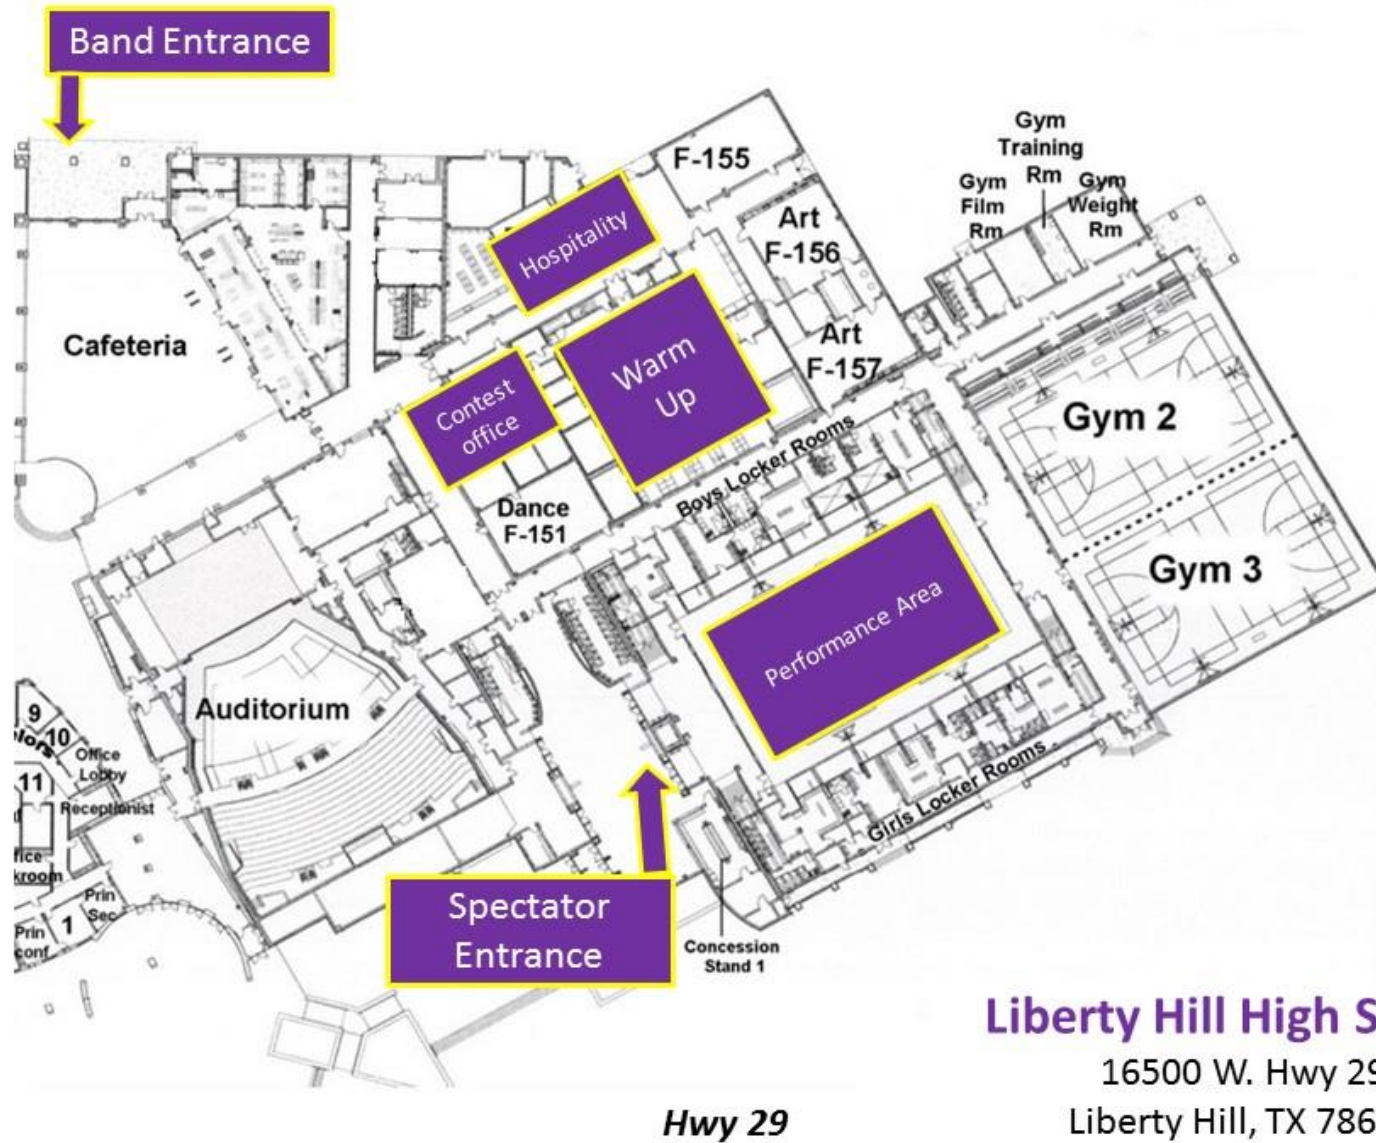 Band Entrance
F-155
Gym
Training
Rm
Gym
Film
Rm
Gym
Weight
Rm
Hospitality
Art
F-156
Cafeteria
Warm
Up
Art
F-157
Contest
office
Gym 2
Boys Locker Rooms
Dance
F-151
Gym 3
Performance Area
Auditorium
9
10
elors
Office
Lobby
11
Receptionist
Girls Locker Rooms
fice
kroom
Prin
Sec
1
Prin
conf
Spectator
Entrance
Concession
Stand 1
Liberty Hill High S
16500 W. Hwy 29
Liberty Hill, TX 786
Hwy 29